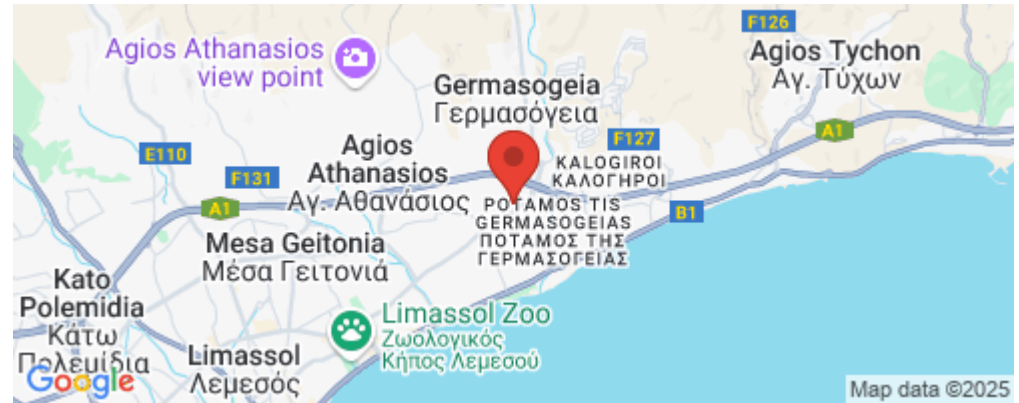 F126
Agios Athanasios
view point
Agios Tychon
Αγ. Τύχων
Germasogeia
Γερμασόγεια
A1
F127
E110
Agios
Athanasios
Αγ. Αθανάσιος
KALOGIROI
ΚΑΛΟΓΗΡΟΙ
F131
A1
POTAMOS TIS
GERMASOGEIAS
ΠΟΤΑΜΟΣ ΤΗΣ
ΓΕΡΜΑΣΟΓΕΙΑΣ
B1
Mesa Geitonia
Μέσα Γειτονιά
Kato
Polemidia
Κάτω
Πολεμίδια
Limassol Zoo
Ζωολογικός
Κήπος Λεμεσού
Limassol
Λεμεσός
Google
Map data ©2025